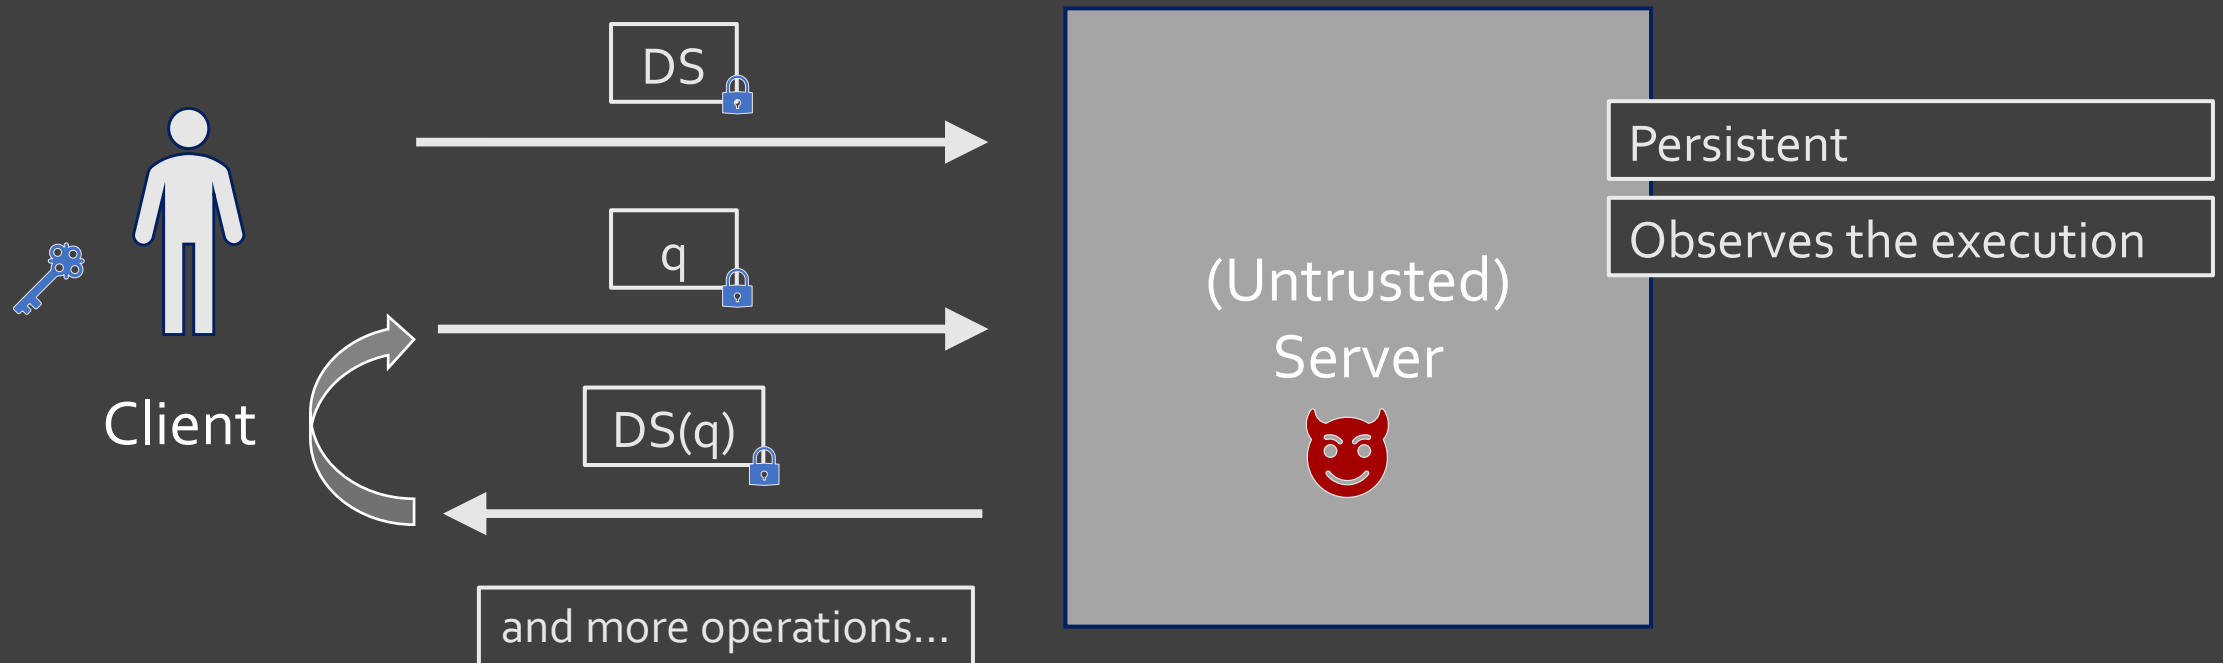 DS
Persistent
q
Observes the execution
(Untrusted)
Server
Client
DS(q)
and more operations...